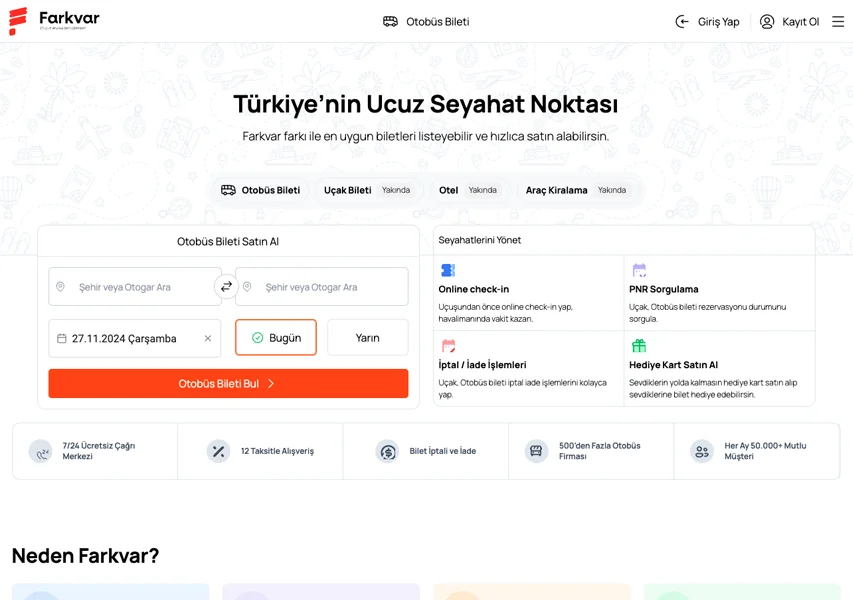 Farkvar
Otobüs Bileti
Giriş Yap
Kayıt Ol
Türkiye'nin Ucuz Seyahat Noktası
Farkvar farkı ile en uygun biletleri listeyebilir ve hızlıca satın alabilirsin.
Otobüs Bileti
Uçak Bileti Yakında
Otel Yakında
Araç Kiralama Yakında
Otobüs Bileti Satın Al
Şehir veya Otogar Ara
Şehir veya Otogar Ara
27.11.2024 Çarşamba
Bugün
Yarın
Otobüs Bileti Bul
Seyahatlerini Yönet
Online check-in
Uçuşundan önce online check-in yap,
havalimanında vakit kazan.
PNR Sorgulama
Uçak, Otobüs bileti rezervasyonu durumunu
sorgula.
İptal / İade İşlemleri
Uçak, Otobüs bileti iptal iade işlemlerini kolayca
yap.
Hediye Kart Satın Al
Sevdiklerin yolda kalmasın hediye kart satın alıp
sevdiklerine bilet hediye edebilirsin.
7/24 Ücretsiz Çağrı
Merkezi
12 Taksitle Alışveriş
Bilet İptali ve İade
500'den Fazla Otobüs
Firması
Her Ay 50.000+ Mutlu
Müşteri
Neden Farkvar?